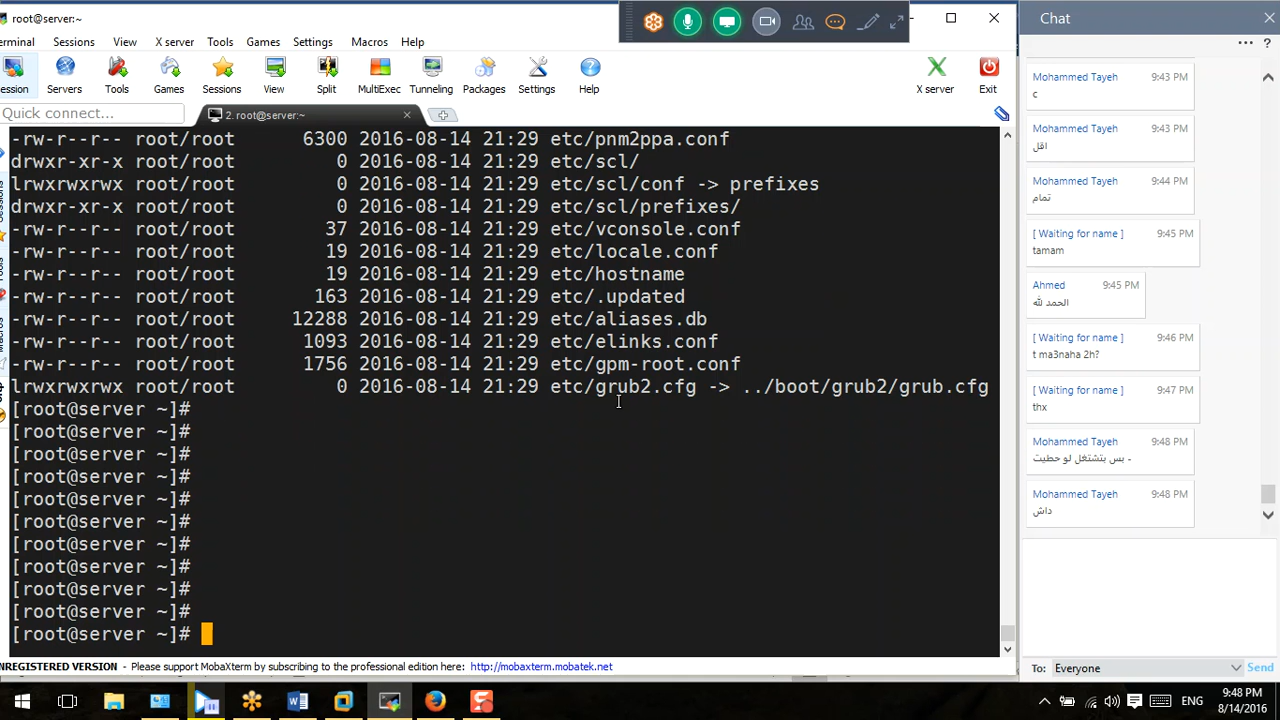 root@server:~
Chat
erminal Sessions View X server Tools Games Settings Macros Help
ession Servers Tools Games Sessions View Split MultiExec Tunneling Packages Settings Help X server Exit
Quick connect...
2. root@server:~
-rw-r--r-- root/root 6300 2016-08-14 21:29 etc/pnm2ppa.conf
drwxr-xr-x root/root 0 2016-08-14 21:29 etc/scl/
lrwxrwxrwx root/root 0 2016-08-14 21:29 etc/scl/conf -> prefixes
drwxr-xr-x root/root 0 2016-08-14 21:29 etc/scl/prefixes/
-rw-r--r-- root/root 37 2016-08-14 21:29 etc/vconsole.conf
-rw-r--r-- root/root 19 2016-08-14 21:29 etc/locale.conf
-rw-r--r-- root/root 19 2016-08-14 21:29 etc/hostname
-rw-r--r-- root/root 163 2016-08-14 21:29 etc/.updated
-rw-r--r-- root/root 12288 2016-08-14 21:29 etc/aliases.db
-rw-r--r-- root/root 1093 2016-08-14 21:29 etc/elinks.conf
-rw-r--r-- root/root 1756 2016-08-14 21:29 etc/gpm-root.conf
lrwxrwxrwx root/root 0 2016-08-14 21:29 etc/grub2.cfg -> ../boot/grub2/grub.cfg
[root@server ~]#
[root@server ~]#
[root@server ~]#
[root@server ~]#
[root@server ~]#
[root@server ~]#
[root@server ~]#
[root@server ~]#
[root@server ~]#
[root@server ~]#
[root@server ~]#
NREGISTERED VERSION - Please support MobaXterm by subscribing to the professional edition here: http://mobaxterm.mobatek.net
Mohammed Tayeh 9:43 PM
c
Mohammed Tayeh 9:43 PM
اقل
Mohammed Tayeh 9:44 PM
تمام
[ Waiting for name ] 9:45 PM
tamam
Ahmed 9:45 PM
الحمد لله
[ Waiting for name ] 9:46 PM
t ma3naha 2h?
[ Waiting for name ] 9:47 PM
thx
Mohammed Tayeh 9:48 PM
بس بتشتغل لو حطيت -
Mohammed Tayeh 9:48 PM
داش
To: Everyone Send
ENG
9:48 PM
8/14/2016